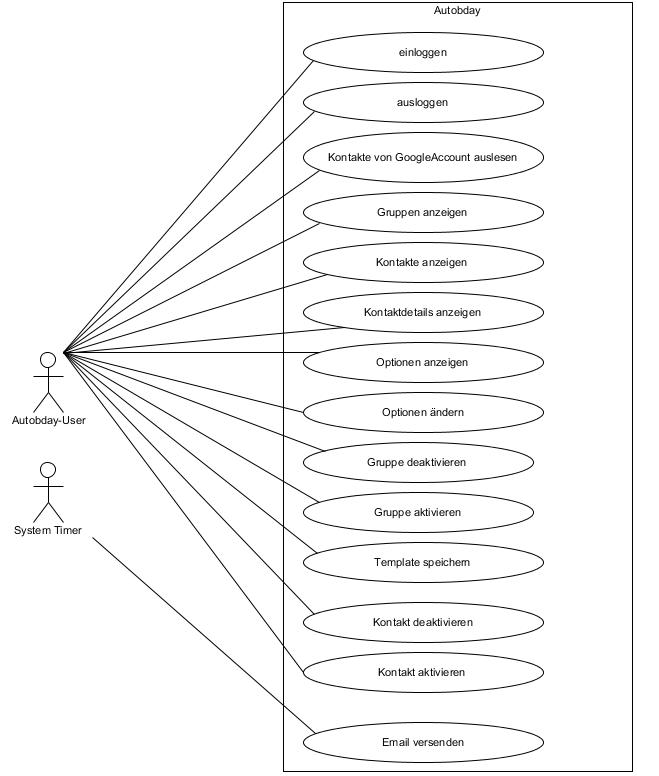 Autobday
einloggen
ausloggen
Kontakte von GoogleAccount auslesen
Gruppen anzeigen
Kontakte anzeigen
Kontaktdetails anzeigen
Optionen anzeigen
Optionen ändern
Autobday-User
Gruppe deaktivieren
Gruppe aktivieren
System Timer
Template speichern
Kontakt deaktivieren
Kontakt aktivieren
Email versenden